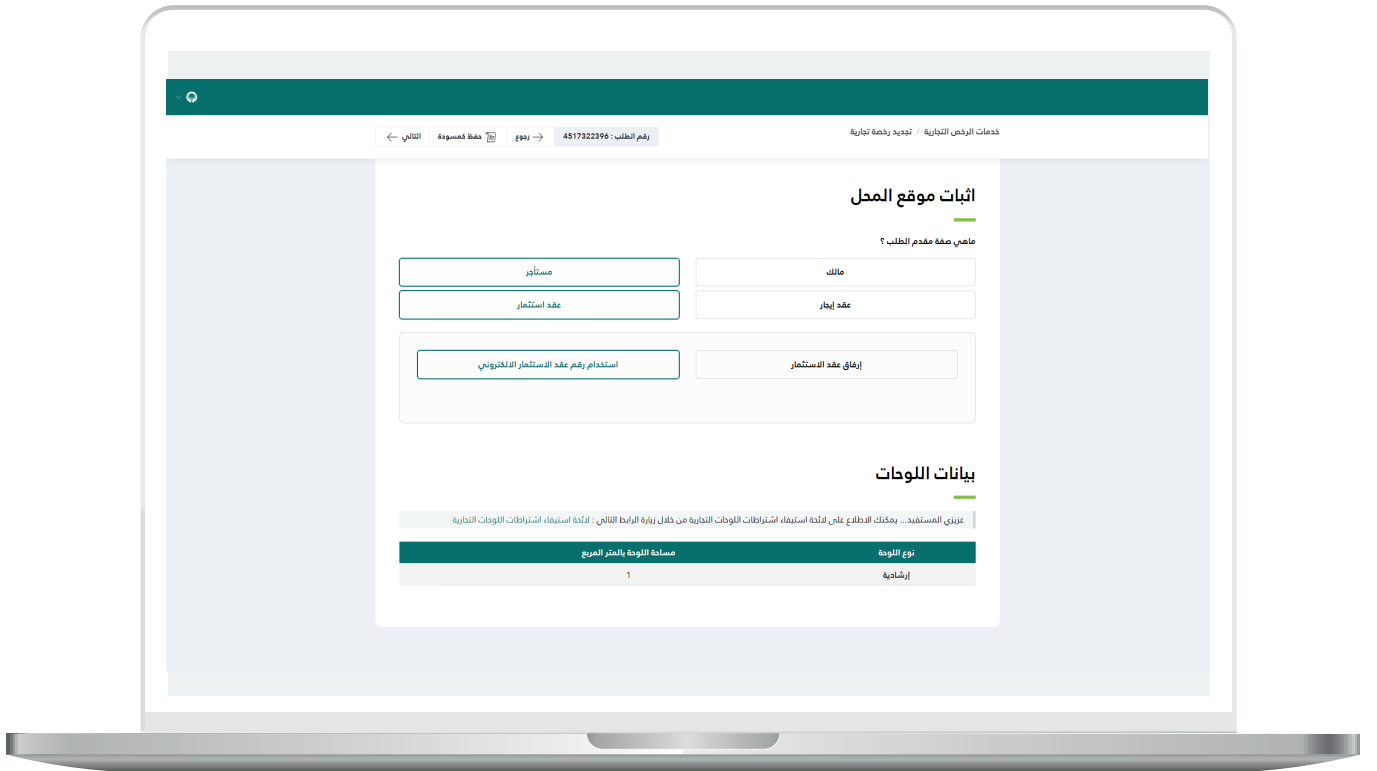 خدمات الرخص التجارية / تجديد رخصة تجارية
رقم الطلب : 4517322396
رجوع
حفظ كمسودة
التالي
اثبات موقع المحل
ماهي صفة مقدم الطلب ؟
مالك
مستأجر
عقد إيجار
عقد استثمار
إرفاق عقد الاستثمار
استخدام رقم عقد الاستثمار الالكتروني
بيانات اللوحات
عزيزي المستفيد... يمكنك الاطلاع على لائحة استيفاء اشتراطات اللوحات التجارية من خلال زيارة الرابط التالي : لائحة استيفاء اشتراطات اللوحات التجارية
نوع اللوحة
مساحة اللوحة بالمتر المربع
إرشادية
1